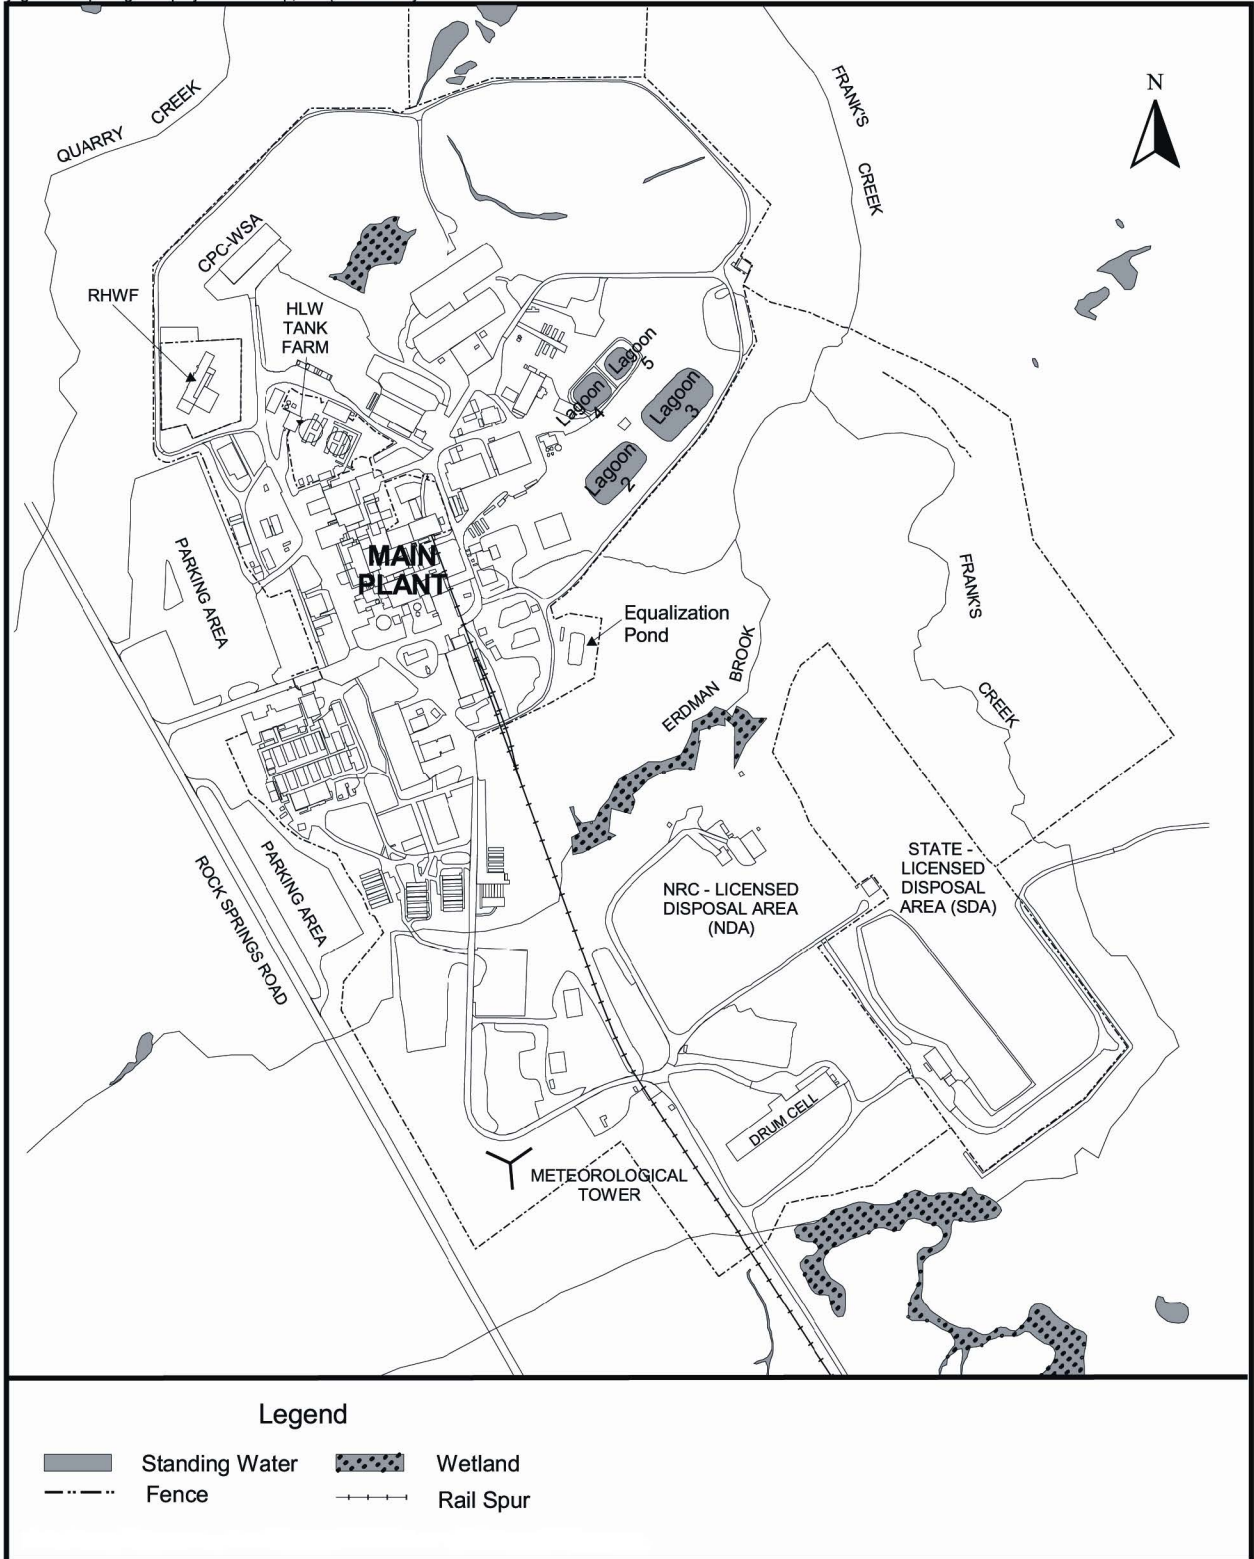 N
QUARRY CREEK
FRANK'S CREEK
CPC-WSA
RHWF
HLW
TANK
FARM
Lagoon
5
Lagoon
4
Lagoon
3
Lagoon
2
MAIN
PLANT
PARKING AREA
Equalization
Pond
FRANK'S CREEK
ERDMAN BROOK
PARKING AREA
ROCK SPRINGS ROAD
NRC - LICENSED
DISPOSAL AREA
(NDA)
STATE -
LICENSED
DISPOSAL
AREA (SDA)
DRUM CELL
METEOROLOGICAL
TOWER
Legend
Standing Water
Wetland
Fence
Rail Spur